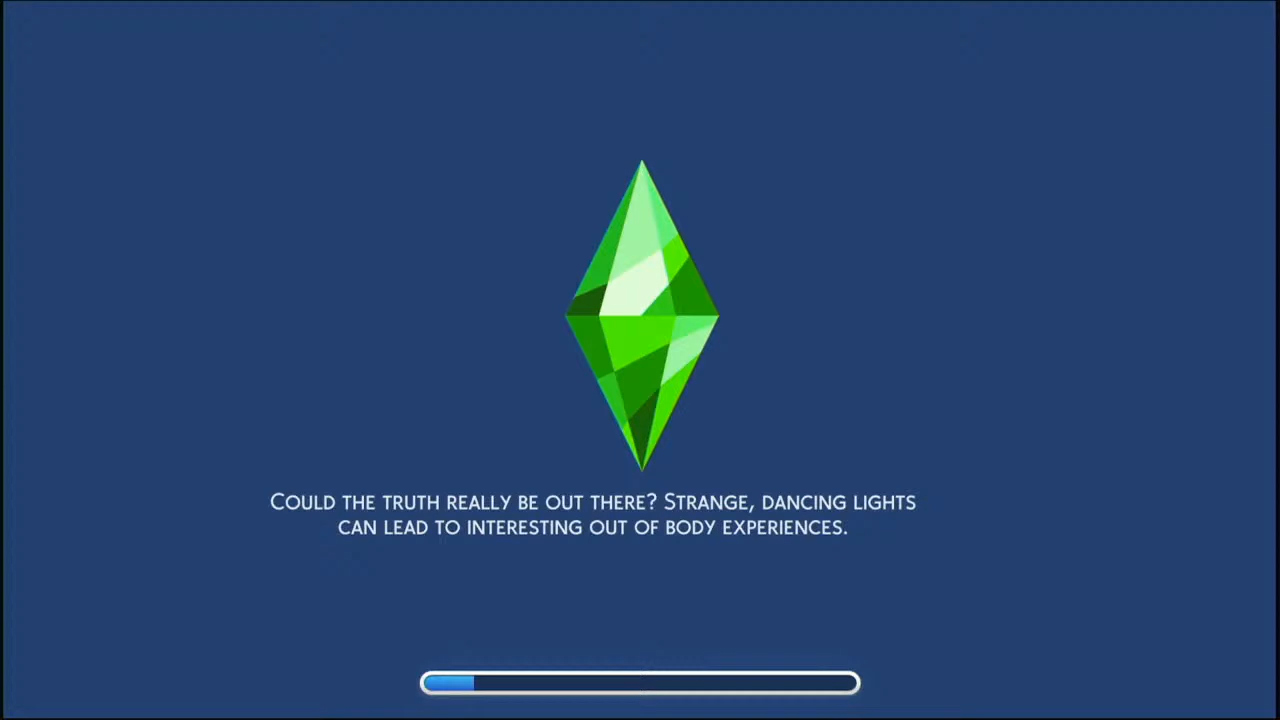 Could the truth really be out there? Strange, dancing lights
can lead to interesting out of body experiences.